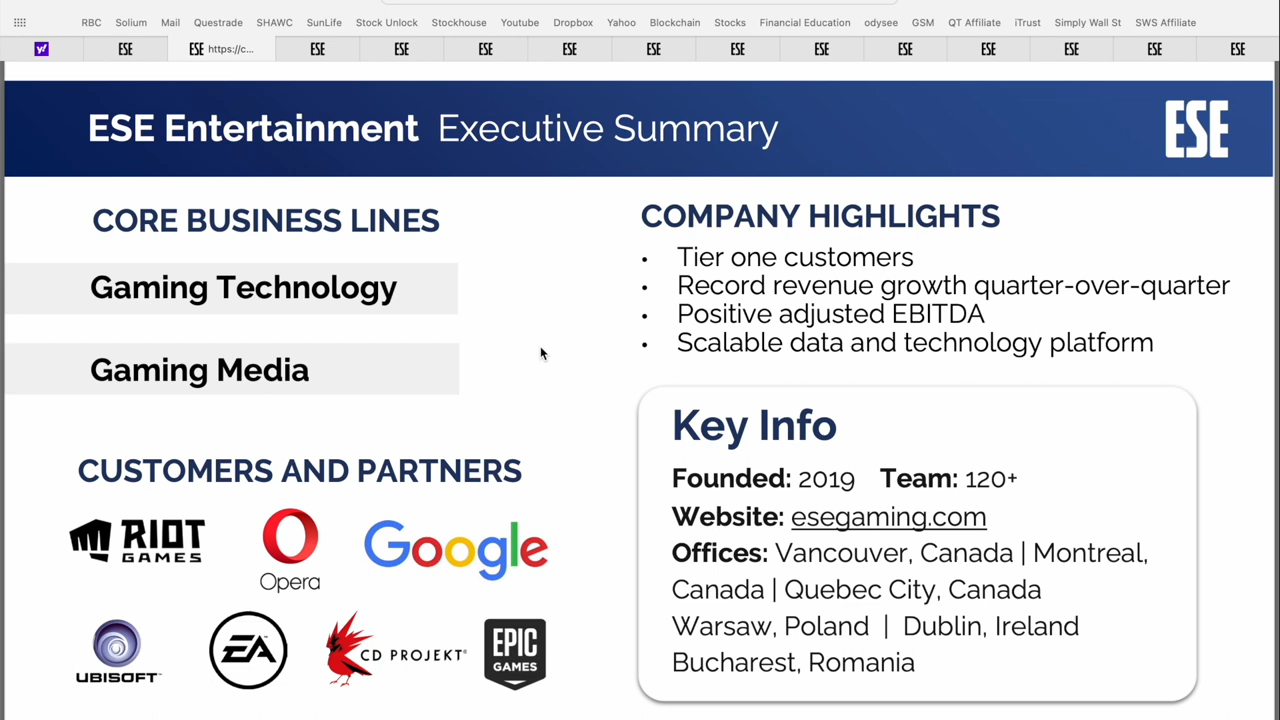 RBC Solium Mail Questrade SHAWC SunLife Stock Unlock Stockhouse Youtube Dropbox Yahoo Blockchain Stocks Financial Education odysee GSM QT Affiliate iTrust Simply Wall St SWS Affiliate
y! ESE ESE https://c... ESE ESE ESE ESE ESE ESE ESE ESE ESE ESE ESE ESE
ESE Entertainment Executive Summary
ESE
CORE BUSINESS LINES
Gaming Technology
Gaming Media
CUSTOMERS AND PARTNERS
RIOT
GAMES
Opera
Google
UBISOFT
EA
CD PROJEKT®
EPIC
GAMES
COMPANY HIGHLIGHTS
• Tier one customers
• Record revenue growth quarter-over-quarter
• Positive adjusted EBITDA
• Scalable data and technology platform
Key Info
Founded: 2019 Team: 120+
Website: esegaming.com
Offices: Vancouver, Canada | Montreal,
Canada | Quebec City, Canada
Warsaw, Poland | Dublin, Ireland
Bucharest, Romania